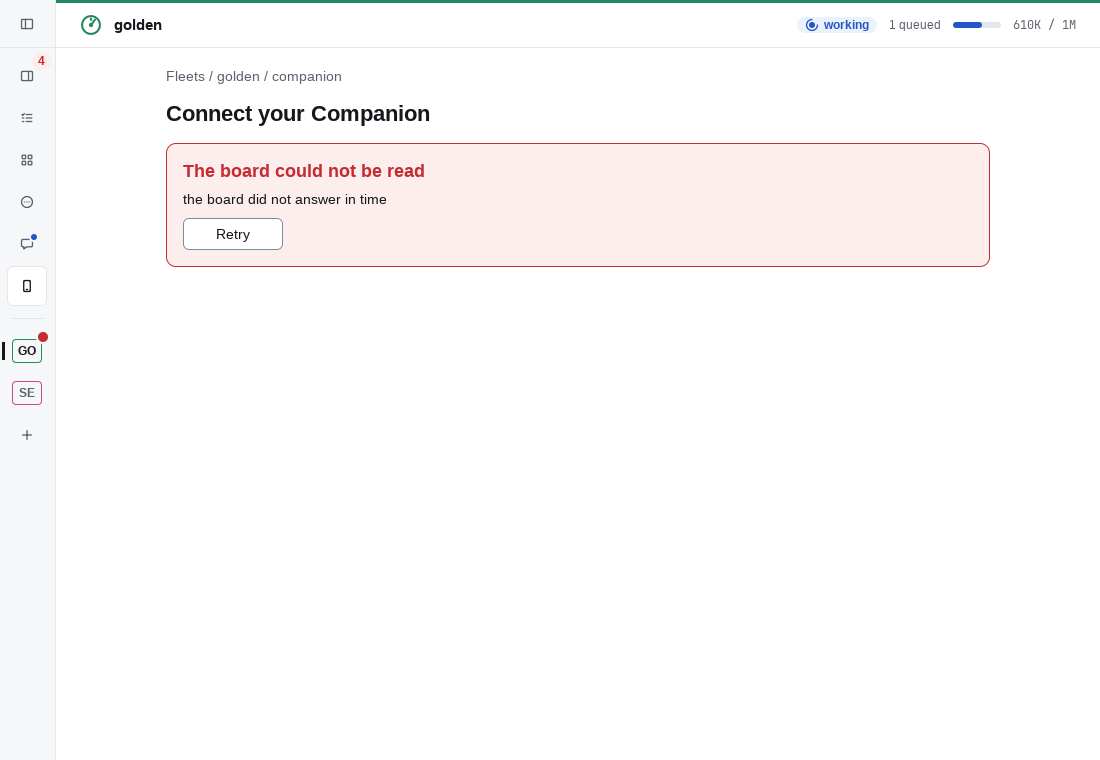 golden
working
1 queued
610K / 1M
4
Fleets / golden / companion
Connect your Companion
The board could not be read
the board did not answer in time
Retry
GO
SE